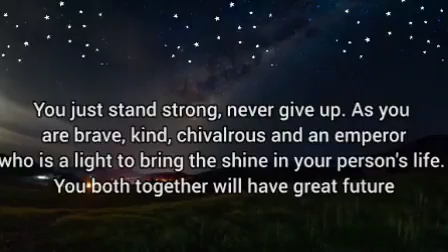 You just stand strong, never give up. As you
are brave, kind, chivalrous and an emperor
who is a light to bring the shine in your person's life.
You both together will have great future